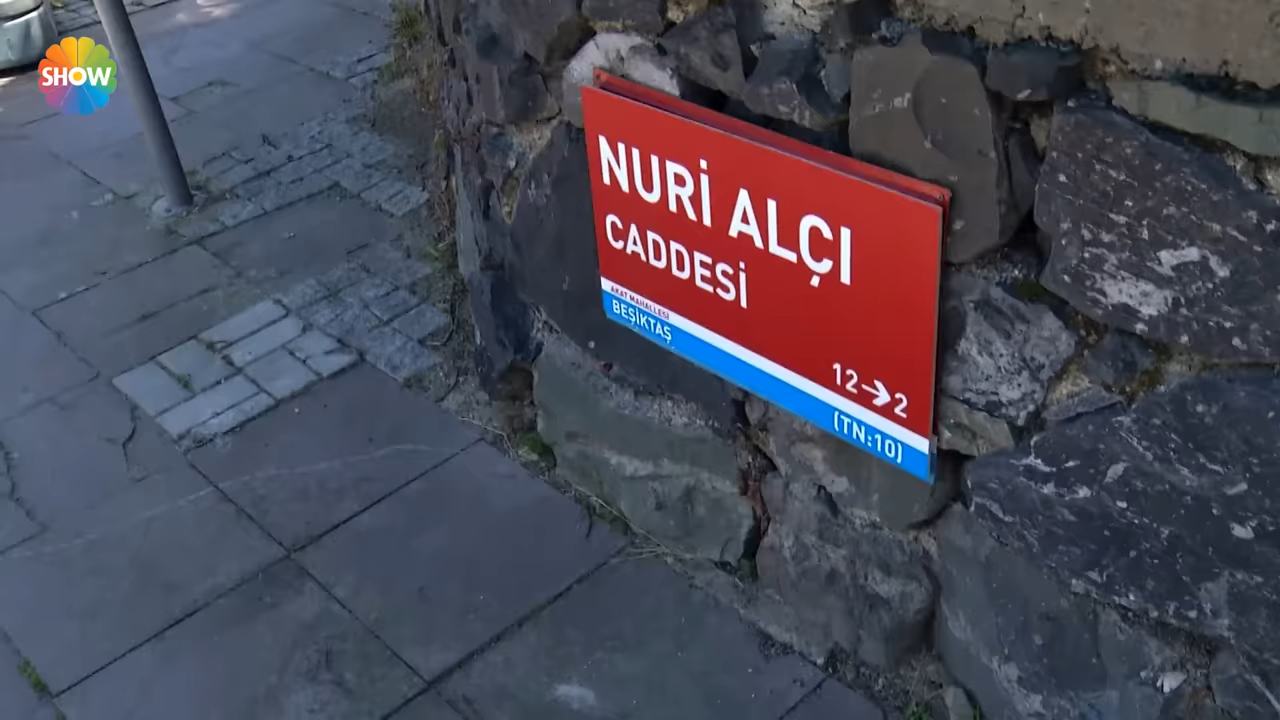 SHOW
NURİ ALÇI
CADDESİ
AKAT MAHALLESİ
BEŞİKTAŞ
12→2
(TN:10)